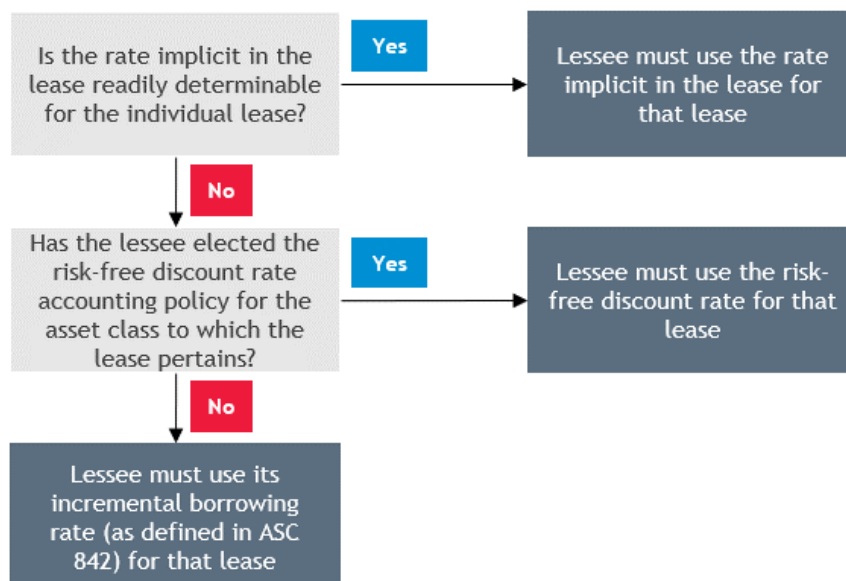 Is the rate implicit in the
lease readily determinable
for the individual lease?
Yes
Lessee must use the rate
implicit in the lease for
that lease
No
Has the lessee elected the
risk-free discount rate
accounting policy for the
asset class to which the
lease pertains?
Yes
Lessee must use the risk-
free discount rate for that
lease
No
Lessee must use its
incremental borrowing
rate (as defined in ASC
842) for that lease